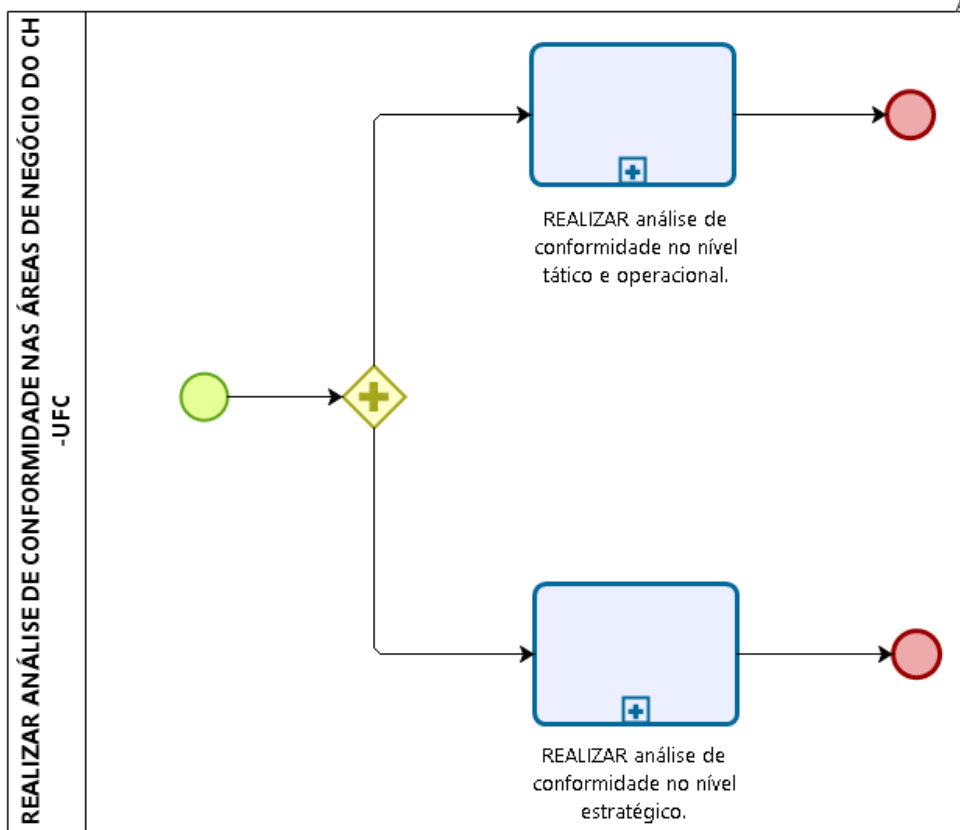 REALIZAR ANÁLISE DE CONFORMIDADE NAS ÁREAS DE NEGÓCIO DO CH
-UFC
REALIZAR análise de
conformidade no nível
tático e operacional.
REALIZAR análise de
conformidade no nível
estratégico.